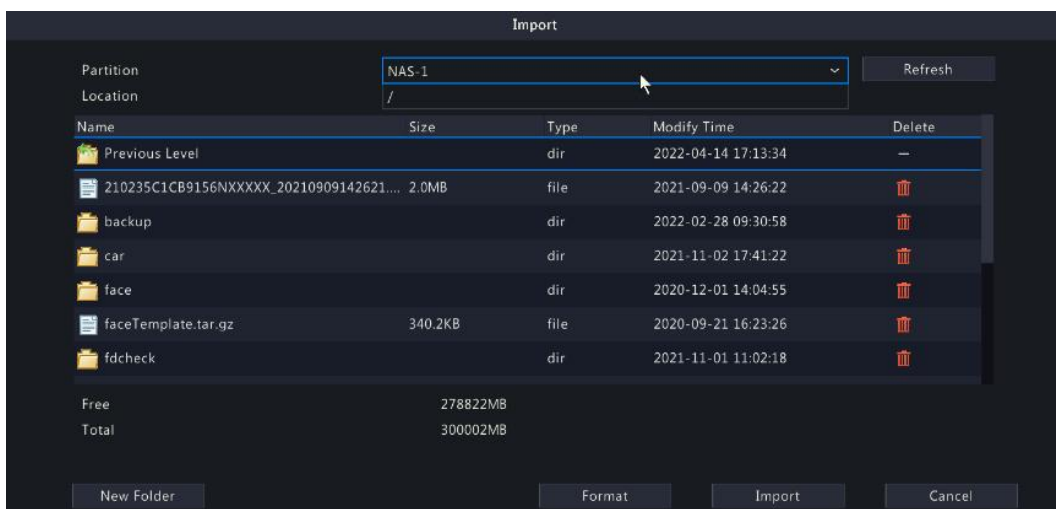 Import
Partition NAS-1 Refresh
Location /
Name Size Type Modify Time Delete
Previous Level dir 2022-04-14 17:13:34 —
210235C1CB9156NXXXXX_20210909142621.... 2.0MB file 2021-09-09 14:26:22
backup dir 2022-02-28 09:30:58
car dir 2021-11-02 17:41:22
face dir 2020-12-01 14:04:55
faceTemplate.tar.gz 340.2KB file 2020-09-21 16:23:26
fdcheck dir 2021-11-01 11:02:18
Free 278822MB
Total 300002MB
New Folder Format Import Cancel